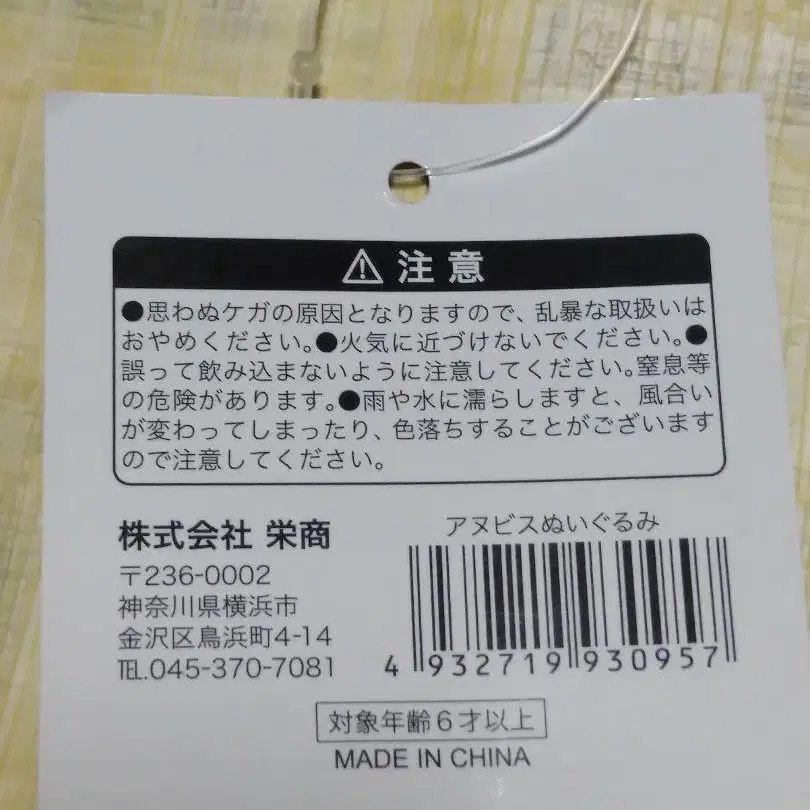 ⚠ 注意
●思わぬケガの原因となりますので、乱暴な取扱いは
おやめください。●火気に近づけないでください。●
誤って飲み込まないように注意してください。窒息等
の危険があります。●雨や水に濡らしますと、風合い
が変わってしまったり、色落ちすることがございます
ので注意してください。
株式会社 栄商
〒236-0002
神奈川県横浜市
金沢区鳥浜町4-14
℡.045-370-7081
アヌビスぬいぐるみ
4 932719 930957
対象年齢6才以上
MADE IN CHINA